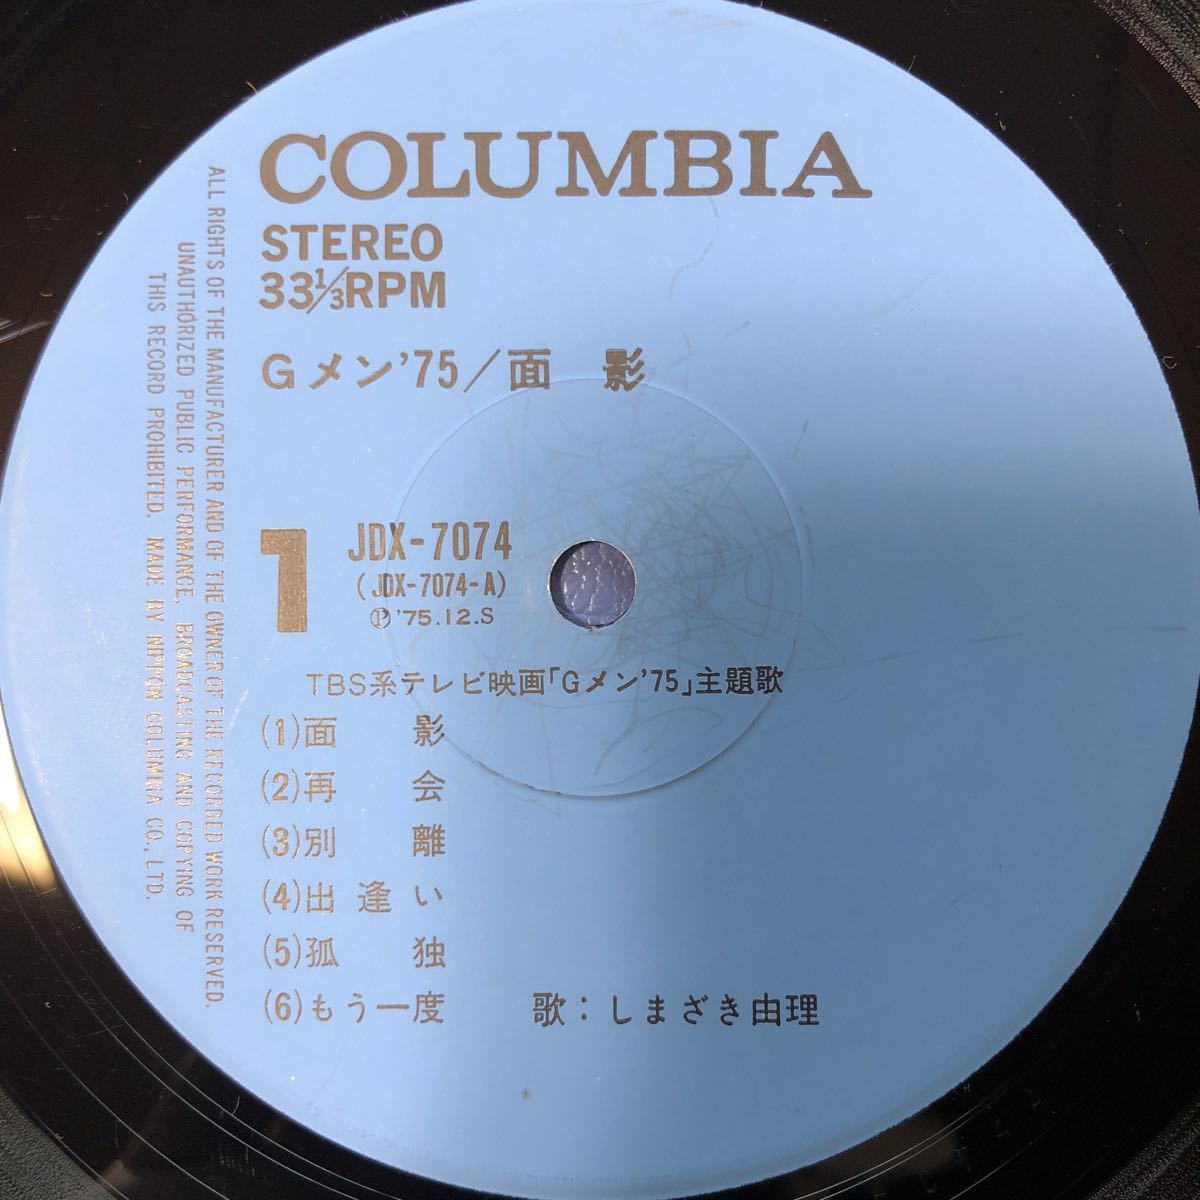 COLUMBIA
STEREO
33⅓RPM
Gメン'75/面 影
1
JDX-7074
(JDX-7074-A)
Ⓟ'75.12.S
TBS系テレビ映画「Gメン'75」主題歌
(1)面 影
(2)再 会
(3)別 離
(4)出逢い
(5)孤 独
(6)もう一度 歌:しまざき由理
ALL RIGHTS OF THE MANUFACTURER AND OF THE OWNER OF THE RECORDED WORK RESERVED.
UNAUTHORIZED PUBLIC PERFORMANCE, BROADCASTING AND COPYING OF
THIS RECORD PROHIBITED. MADE BY NIPPON COLUMBIA CO., LTD.